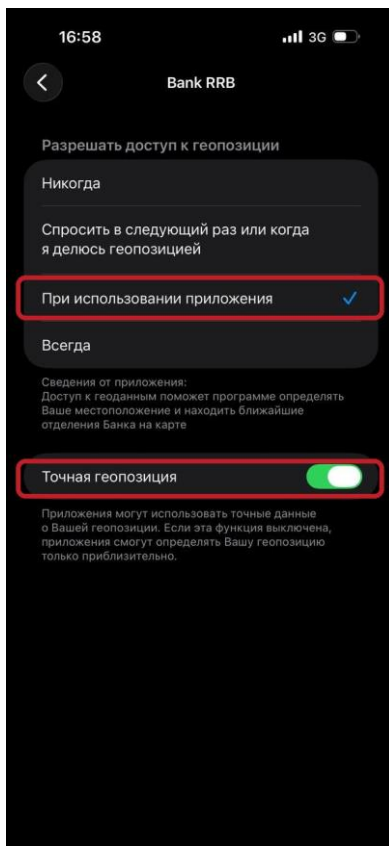 16:58
3G
Bank RRB
Разрешать доступ к геопозиции
Никогда
Спросить в следующий раз или когда
я делюсь геопозицией
При использовании приложения
Всегда
Сведения от приложения:
Доступ к геоданным поможет программе определять
Ваше местоположение и находить ближайшие
отделения Банка на карте
Точная геопозиция
Приложения могут использовать точные данные
о Вашей геопозиции. Если эта функция выключена,
приложения смогут определять Вашу геопозицию
только приблизительно.